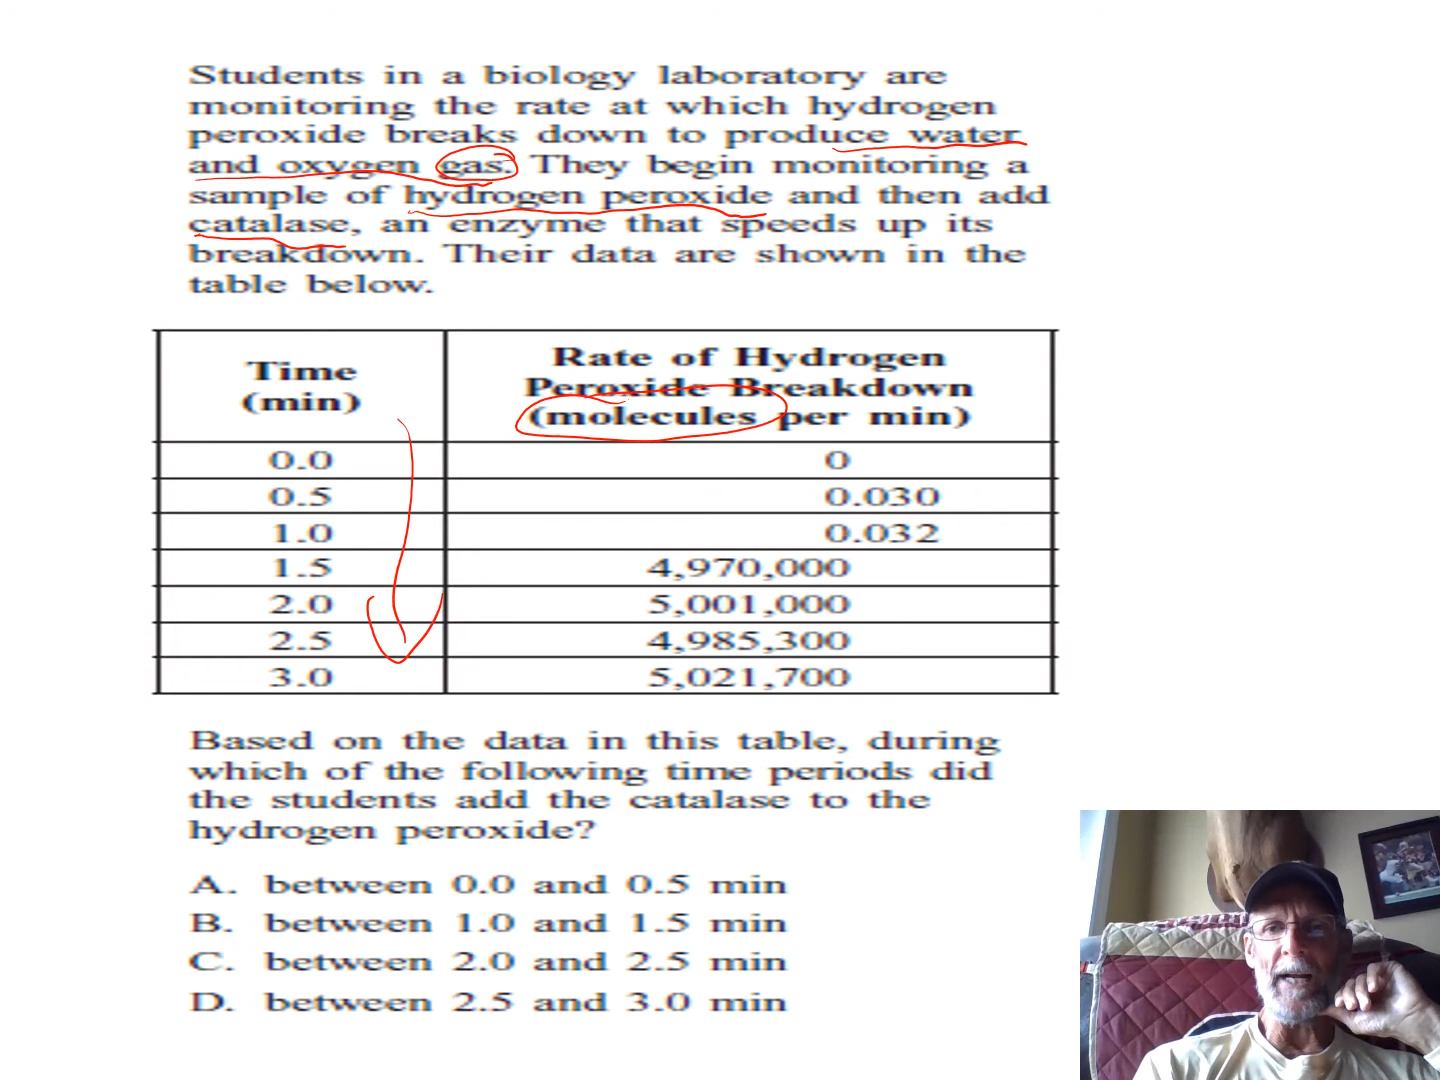 Students in a biology laboratory are
monitoring the rate at which hydrogen
peroxide breaks down to produce water
and oxygen gas. They begin monitoring a
sample of hydrogen peroxide and then add
catalase, an enzyme that speeds up its
breakdown. Their data are shown in the
table below.
Time (min) Rate of Hydrogen Peroxide Breakdown (molecules per min)
0.0 0
0.5 0.030
1.0 0.032
1.5 4,970,000
2.0 5,001,000
2.5 4,985,300
3.0 5,021,700
Based on the data in this table, during
which of the following time periods did
the students add the catalase to the
hydrogen peroxide?
A. between 0.0 and 0.5 min
B. between 1.0 and 1.5 min
C. between 2.0 and 2.5 min
D. between 2.5 and 3.0 min